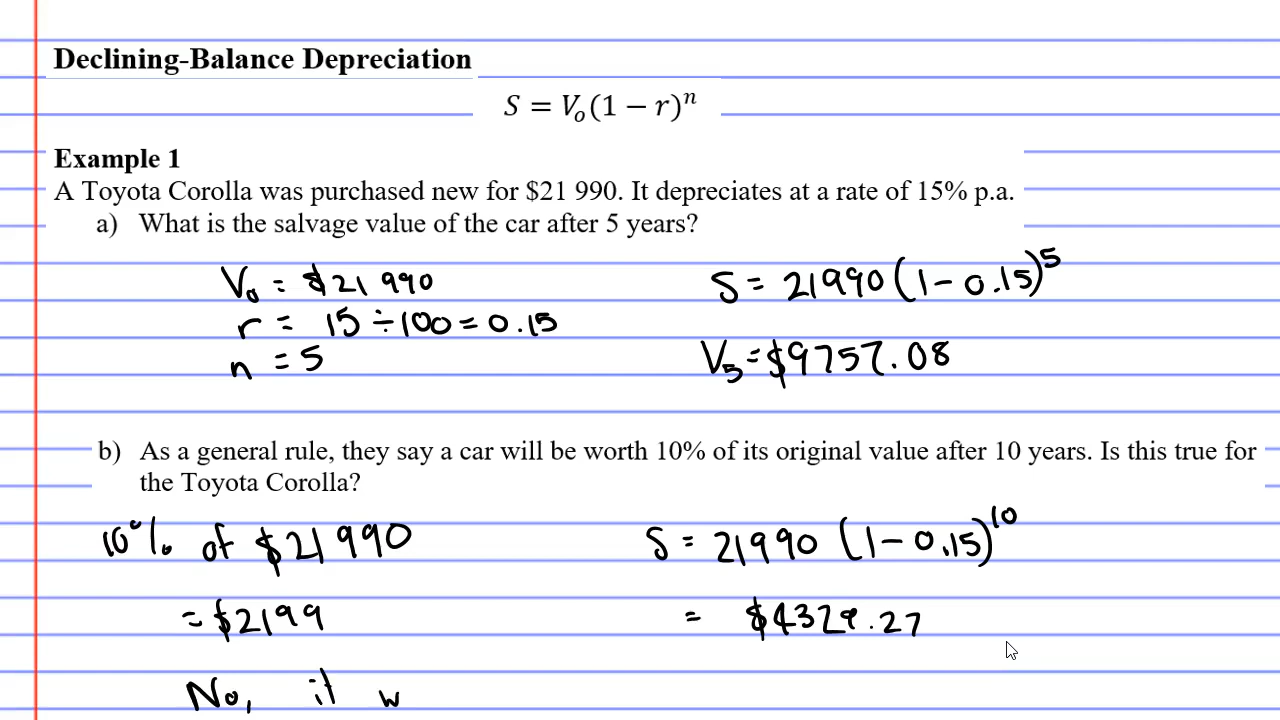 Declining-Balance Depreciation
S = Vₒ(1 − r)ⁿ
Example 1
A Toyota Corolla was purchased new for $21 990. It depreciates at a rate of 15% p.a.
a) What is the salvage value of the car after 5 years?
V₀ = $21 990
r = 15 ÷ 100 = 0.15
n = 5
S = 21990 (1 − 0.15)⁵
V₅ = $9757.08
b) As a general rule, they say a car will be worth 10% of its original value after 10 years. Is this true for
the Toyota Corolla?
10% of $21990
= $2199
S = 21990 (1 − 0.15)¹⁰
= $4329.27
No, it w